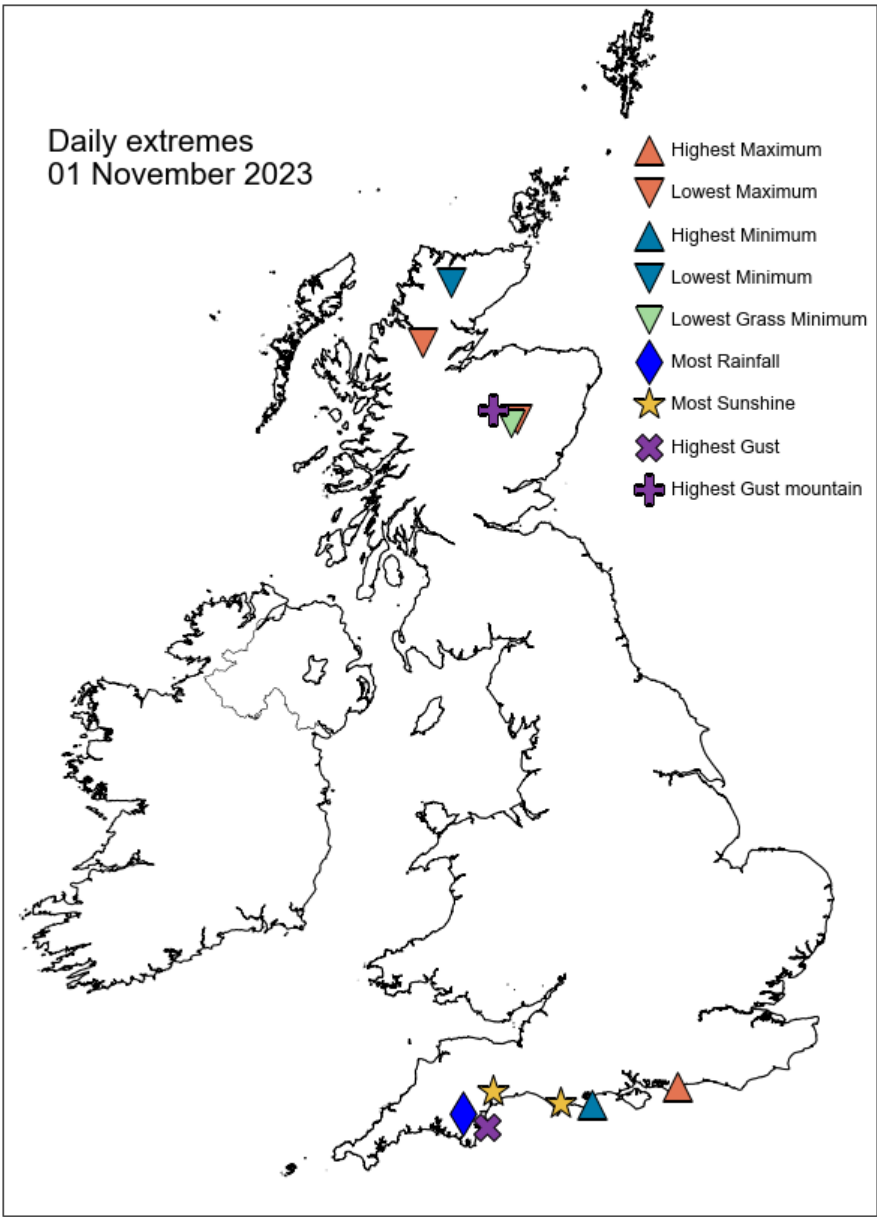 Daily extremes
01 November 2023
Highest Maximum
Lowest Maximum
Highest Minimum
Lowest Minimum
Lowest Grass Minimum
Most Rainfall
Most Sunshine
Highest Gust
Highest Gust mountain